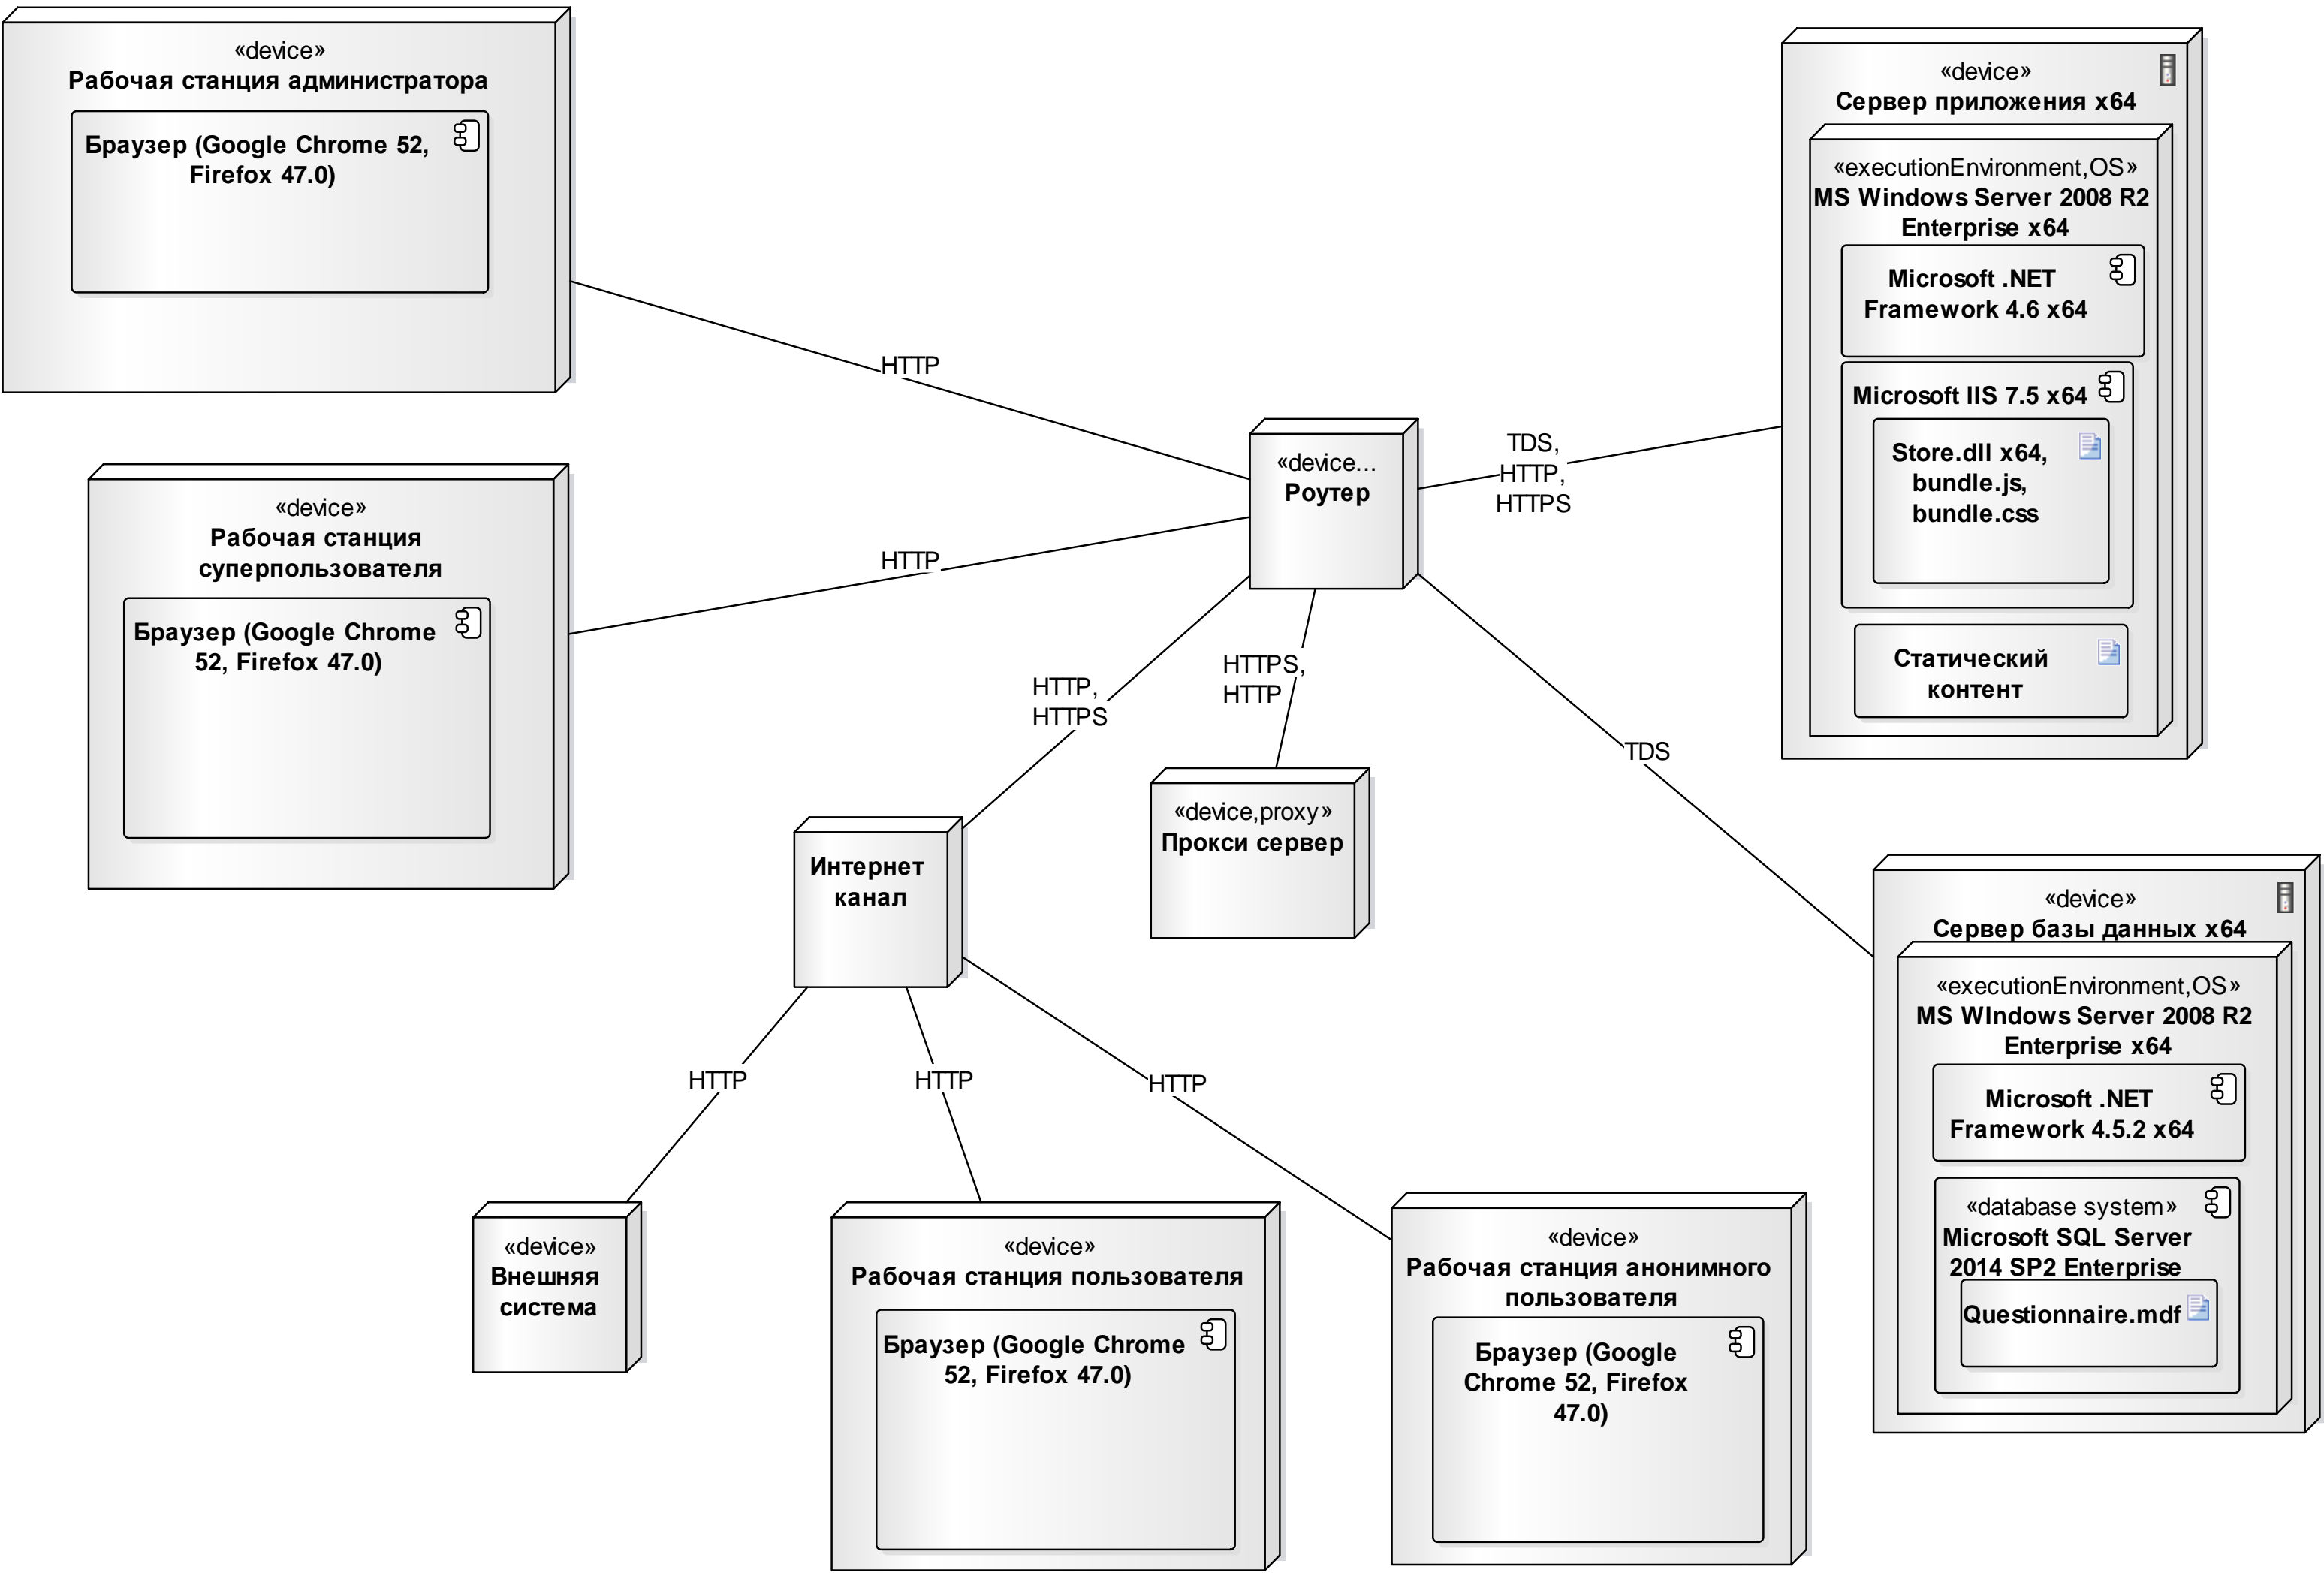 «device»
Рабочая станция администратора
Браузер (Google Chrome 52,
Firefox 47.0)
«device»
Рабочая станция
суперпользователя
Браузер (Google Chrome
52, Firefox 47.0)
HTTP
HTTP
«device...
Роутер
TDS,
HTTP,
HTTPS
HTTP,
HTTPS
HTTPS,
HTTP
TDS
«device»
Сервер приложения x64
«executionEnvironment,OS»
MS Windows Server 2008 R2
Enterprise x64
Microsoft .NET
Framework 4.6 x64
Microsoft IIS 7.5 x64
Store.dll x64,
bundle.js,
bundle.css
Статический
контент
Интернет
канал
«device,proxy»
Прокси сервер
«device»
Сервер базы данных x64
«executionEnvironment,OS»
MS WIndows Server 2008 R2
Enterprise x64
Microsoft .NET
Framework 4.5.2 x64
«database system»
Microsoft SQL Server
2014 SP2 Enterprise
Questionnaire.mdf
HTTP
HTTP
HTTP
«device»
Внешняя
система
«device»
Рабочая станция пользователя
Браузер (Google Chrome
52, Firefox 47.0)
«device»
Рабочая станция анонимного
пользователя
Браузер (Google
Chrome 52, Firefox
47.0)